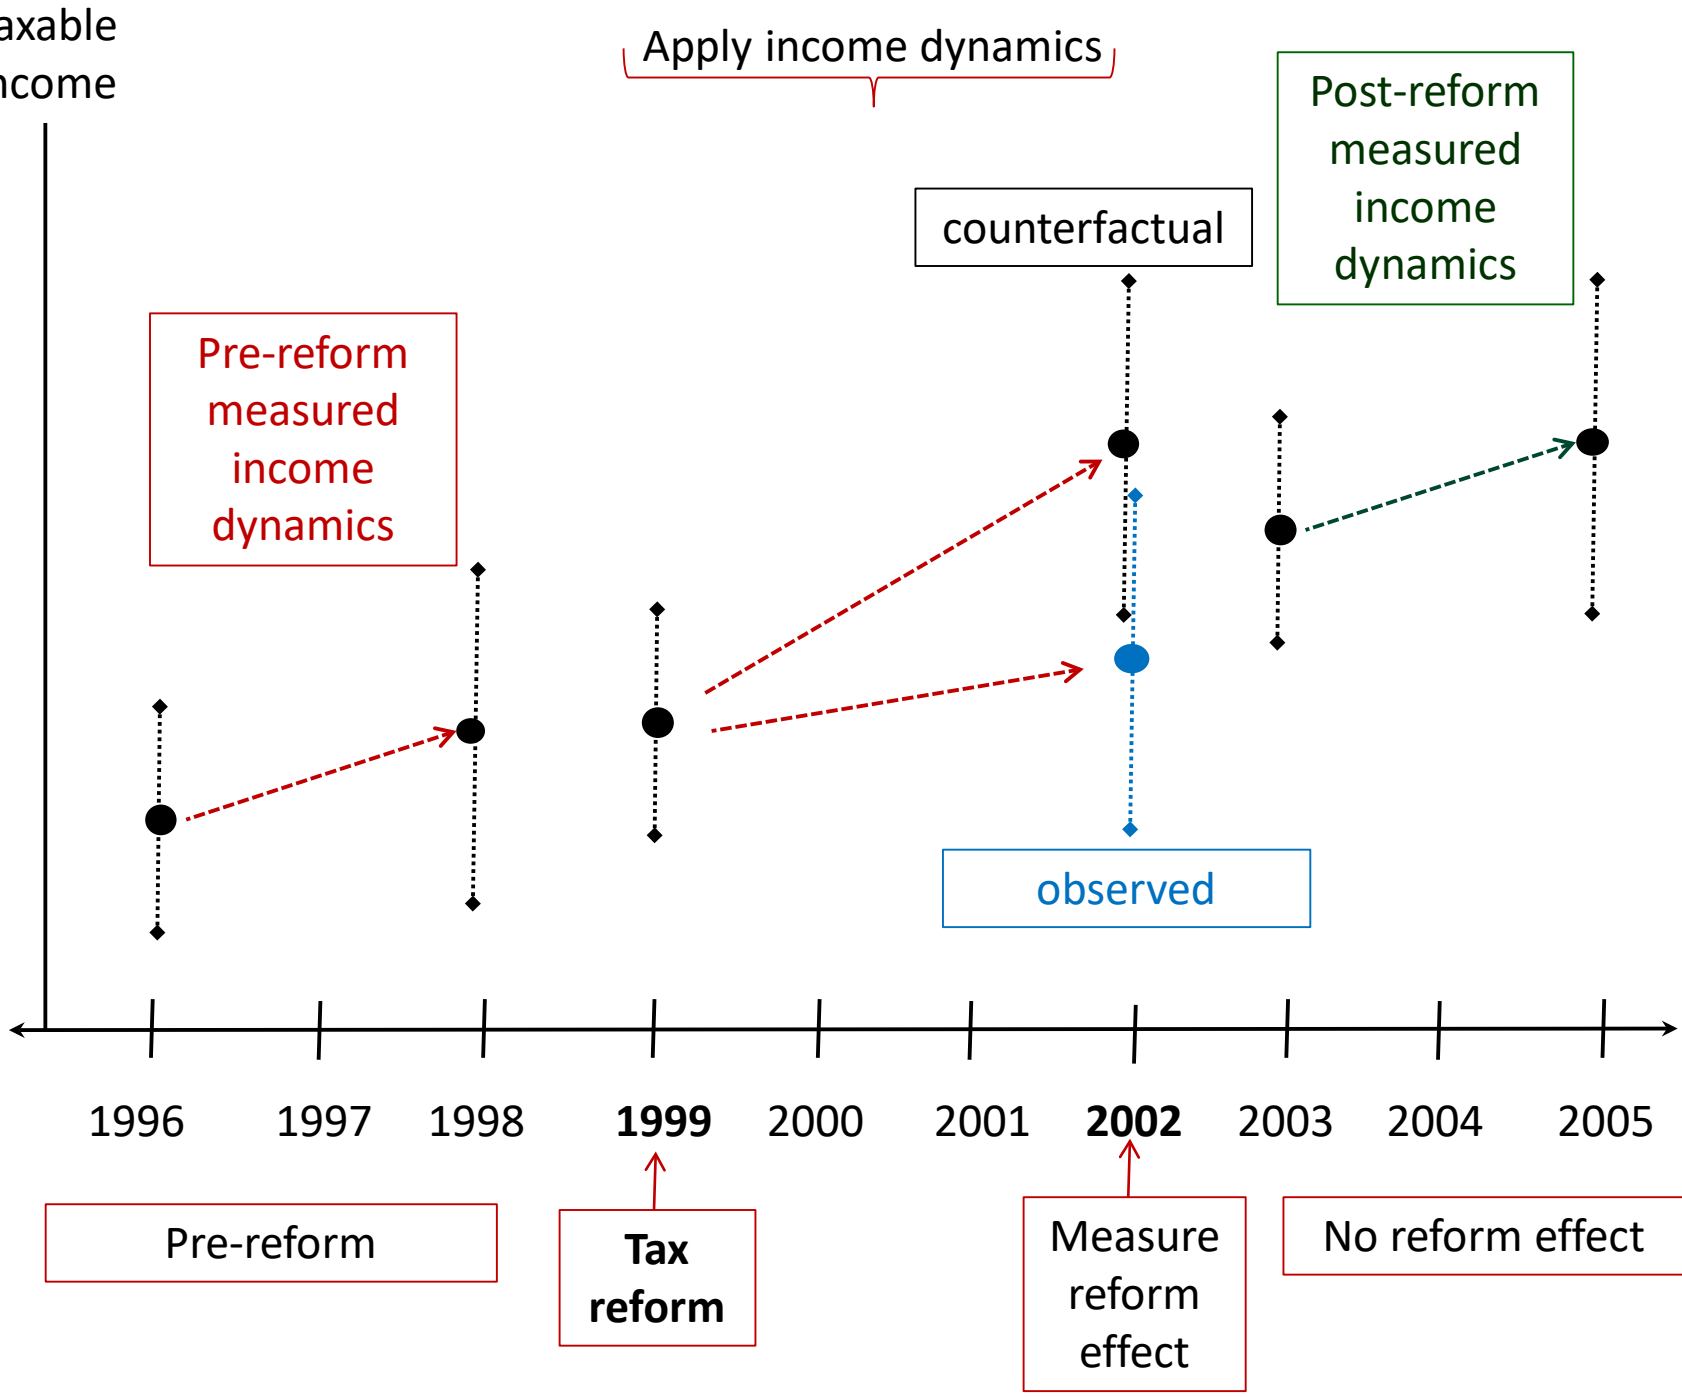 axable
ncome
Apply income dynamics
Post-reform
measured
income
dynamics
counterfactual
Pre-reform
measured
income
dynamics
observed
1996 1997 1998 1999 2000 2001 2002 2003 2004 2005
Pre-reform
Tax
reform
Measure
reform
effect
No reform effect